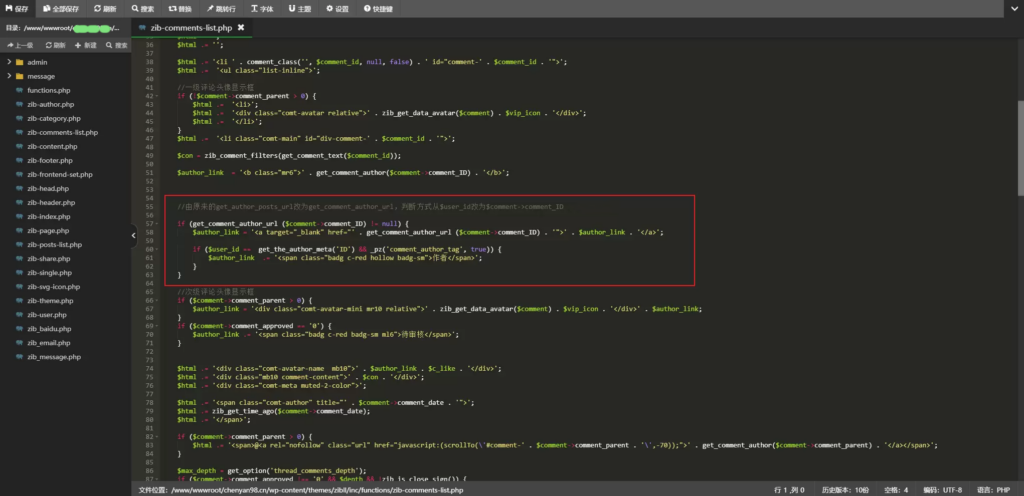 保存 全部保存 刷新 搜索 替换 跳转行 字体 主题 设置 快捷键
目录: /www/wwwroot/
zib-comments-list.php
上一级 刷新 新建 搜索
admin
message
functions.php
zib-author.php
zib-category.php
zib-comments-list.php
zib-content.php
zib-footer.php
zib-frontend-set.php
zib-head.php
zib-header.php
zib-index.php
zib-page.php
zib-posts-list.php
zib-share.php
zib-single.php
zib-svg-icon.php
zib-theme.php
zib-user.php
zib_baidu.php
zib_email.php
zib_message.php
36 $html .= '';
37
38 $html .= '<li ' . comment_class('', $comment_id, null, false) . ' id="comment-' . $comment_id . '">';
39 $html .=  '<ul class="list-inline">';
40
41 //一级评论头像显示框
42 if (!$comment->comment_parent > 0) {
43 $html .=  '<li>';
44 $html .=  '<div class="comt-avatar relative">' . zib_get_data_avatar($comment) . $vip_icon . '</div>';
45 $html .=  '</li>';
46 }
47 $html .=  '<li class="comt-main" id="div-comment-' . $comment_id . '">';
48
49 $con = zib_comment_filters(get_comment_text($comment_id));
50
51 $author_link  = '<b class="mr6">' . get_comment_author($comment->comment_ID) . '</b>';
52
53
54
55 //由原来的get_author_posts_url改为get_comment_author_url，判断方式从$user_id改为$comment->comment_ID
56
57 if (get_comment_author_url ($comment->comment_ID) != null) {
58 $author_link = '<a target="_blank" href="' . get_comment_author_url ($comment->comment_ID) . '">' . $author_link . '</a>';
59
60 if ($user_id ==  get_the_author_meta('ID') && _pz('comment_author_tag', true)) {
61 $author_link  .= '<span class="badg c-red hollow badg-sm">作者</span>';
62 }
63 }
64
65 //次级评论头像显示框
66 if ($comment->comment_parent > 0) {
67 $author_link = '<div class="comt-avatar-mini mr10 relative">' . zib_get_data_avatar($comment) . $vip_icon . '</div>' . $author_link;
68 }
69 if ($comment->comment_approved == '0') {
70 $author_link .= '<span class="badg c-red badg-sm ml6">待审核</span>';
71 }
72
73
74 $html .= '<div class="comt-avatar-name  mb10">' . $author_link . $c_like . '</div>';
75 $html .= '<div class="mb10 comment-content">' . $con . '</div>';
76 $html .= '<div class="comt-meta muted-2-color">';
77
78 $html .= '<span class="comt-author" title="' . $comment->comment_date . '">';
79 $html .= zib_get_time_ago($comment->comment_date);
80 $html .= '</span>';
81
82 if ($comment->comment_parent > 0) {
83 $html .= '<span>@<a rel="nofollow" class="url" href="javascript:(scrollTo(\'#comment-' . $comment->comment_parent . '\',-70));">' . get_comment_author($comment->comment_parent) . '</a></span>';
84 }
85
86 $max_depth = get_option('thread_comments_depth');
87 if ($comment->comment_approved !== '0' && $depth && !zib_is_close_sign()) {
文件位置: /www/wwwroot/chenyan98.cn/wp-content/themes/zibll/inc/functions/zib-comments-list.php 行 1 ,列 0 历史版本: 10份 空格: 4 编码: UTF-8 语言: PHP